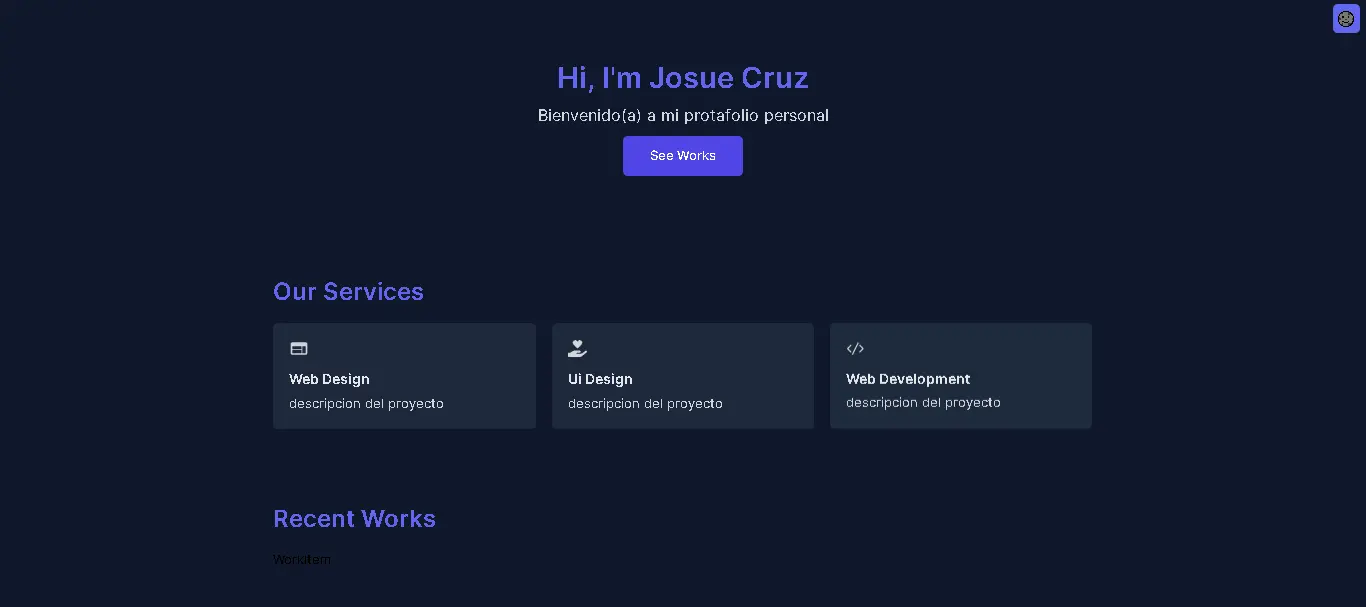 Hi, I'm Josue Cruz
Bienvenido(a) a mi protafolio personal
See Works
Our Services
Web Design
descripcion del proyecto
Ui Design
descripcion del proyecto
Web Development
descripcion del proyecto
Recent Works
WorkItem